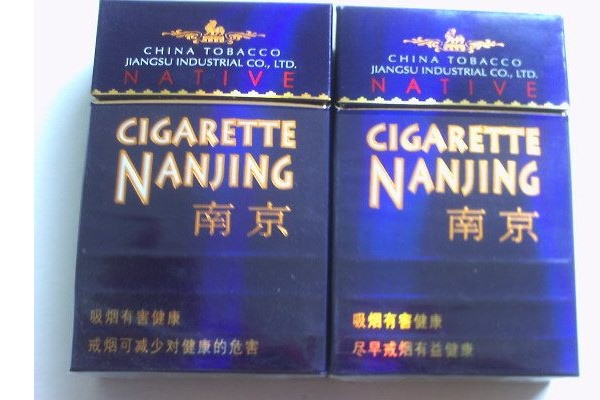 CHINA TOBACCO
JIANGSU INDUSTRIAL CO., LTD.
NATIVE
CIGARETTE
NANJING
南京
吸烟有害健康
戒烟可减少对健康的危害
CHINA TOBACCO
JIANGSU INDUSTRIAL CO., LTD.
NATIVE
CIGARETTE
NANJING
南京
吸烟有害健康
尽早戒烟有益健康